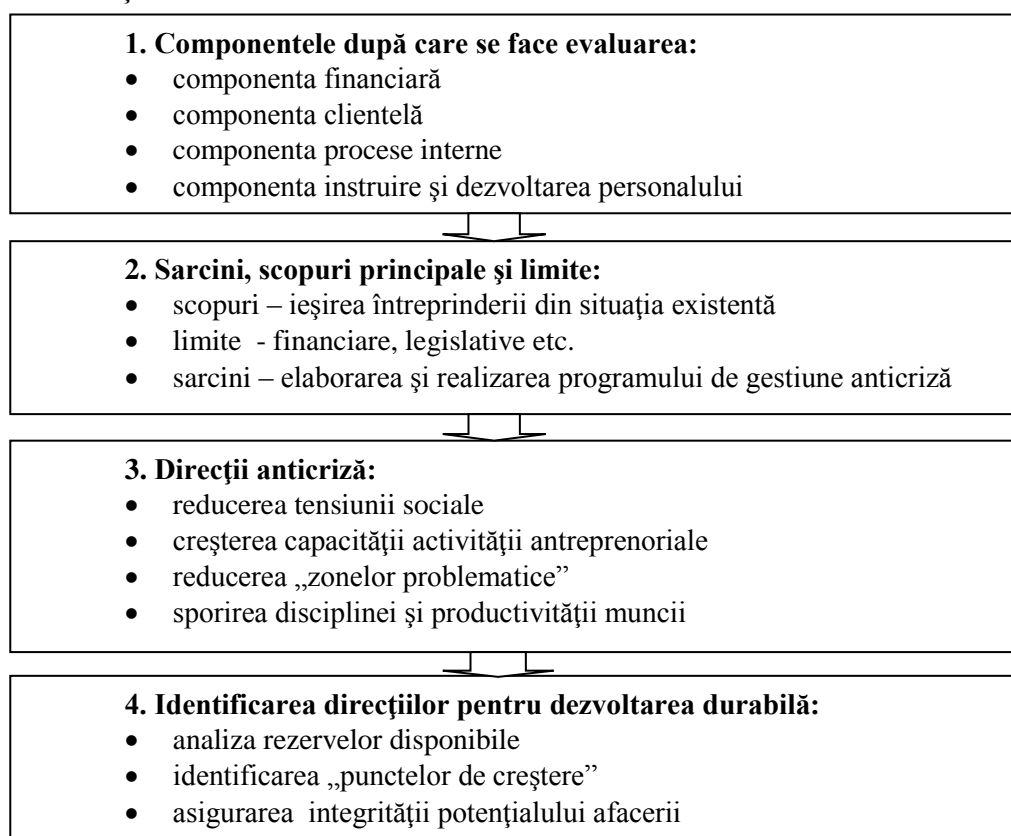 1. Componentele după care se face evaluarea:
• componenta financiară
• componenta clientelă
• componenta procese interne
• componenta instruire şi dezvoltarea personalului
2. Sarcini, scopuri principale şi limite:
• scopuri – ieşirea întreprinderii din situaţia existentă
• limite - financiare, legislative etc.
• sarcini – elaborarea şi realizarea programului de gestiune anticriză
3. Direcţii anticriză:
• reducerea tensiunii sociale
• creşterea capacităţii activităţii antreprenoriale
• reducerea „zonelor problematice”
• sporirea disciplinei şi productivităţii muncii
4. Identificarea direcţiilor pentru dezvoltarea durabilă:
• analiza rezervelor disponibile
• identificarea „punctelor de creştere”
• asigurarea integrităţii potenţialului afacerii